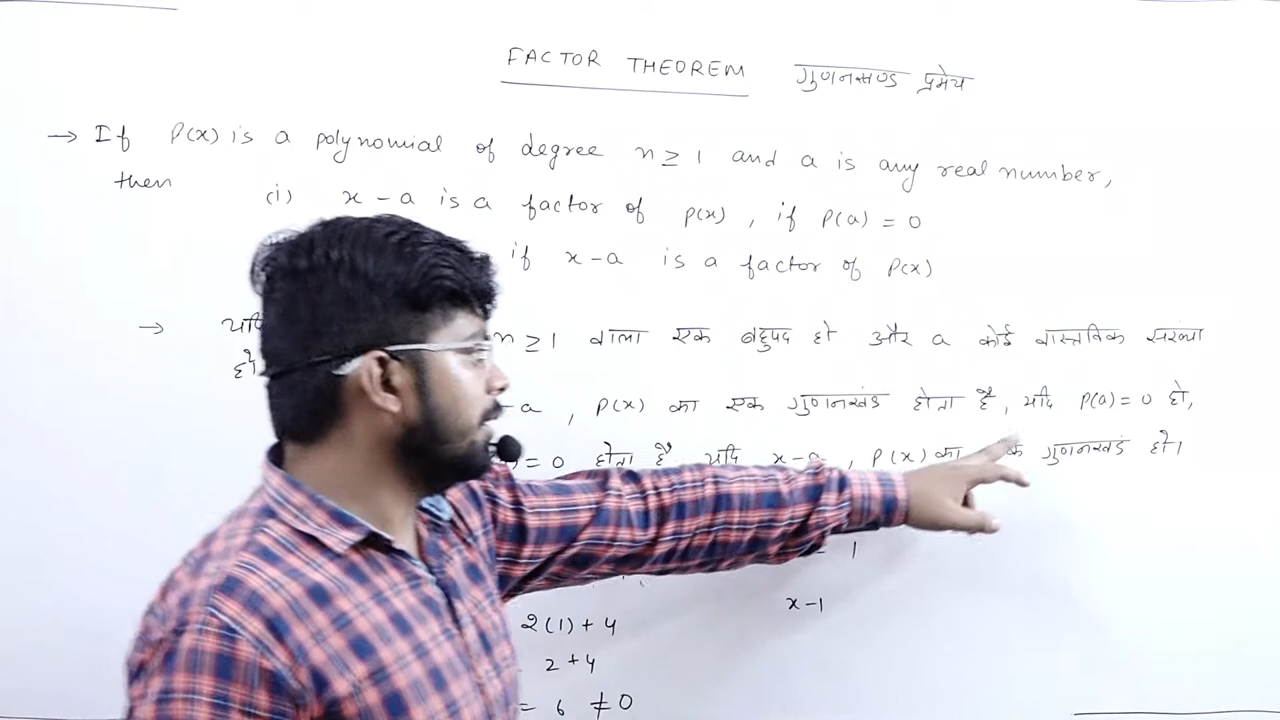 FACTOR THEOREM गुणनखण्ड प्रमेय
→ If P(x) is a polynomial of degree n ≥ 1 and a is any real number,
then
(i) x - a is a factor of p(x), if p(a) = 0
if x - a is a factor of p(x)
→ यदि n ≥ 1 वाला एक बहुपद हो और a कोई वास्तविक संख्या
हो
- a, p(x) का एक गुणनखंड होता है, यदि p(a) = 0 हो,
= 0 होता है यदि x - a, p(x) का गुणनखंड हो।
1
2(1) + 4
x - 1
2 + 4
= 6 ≠ 0